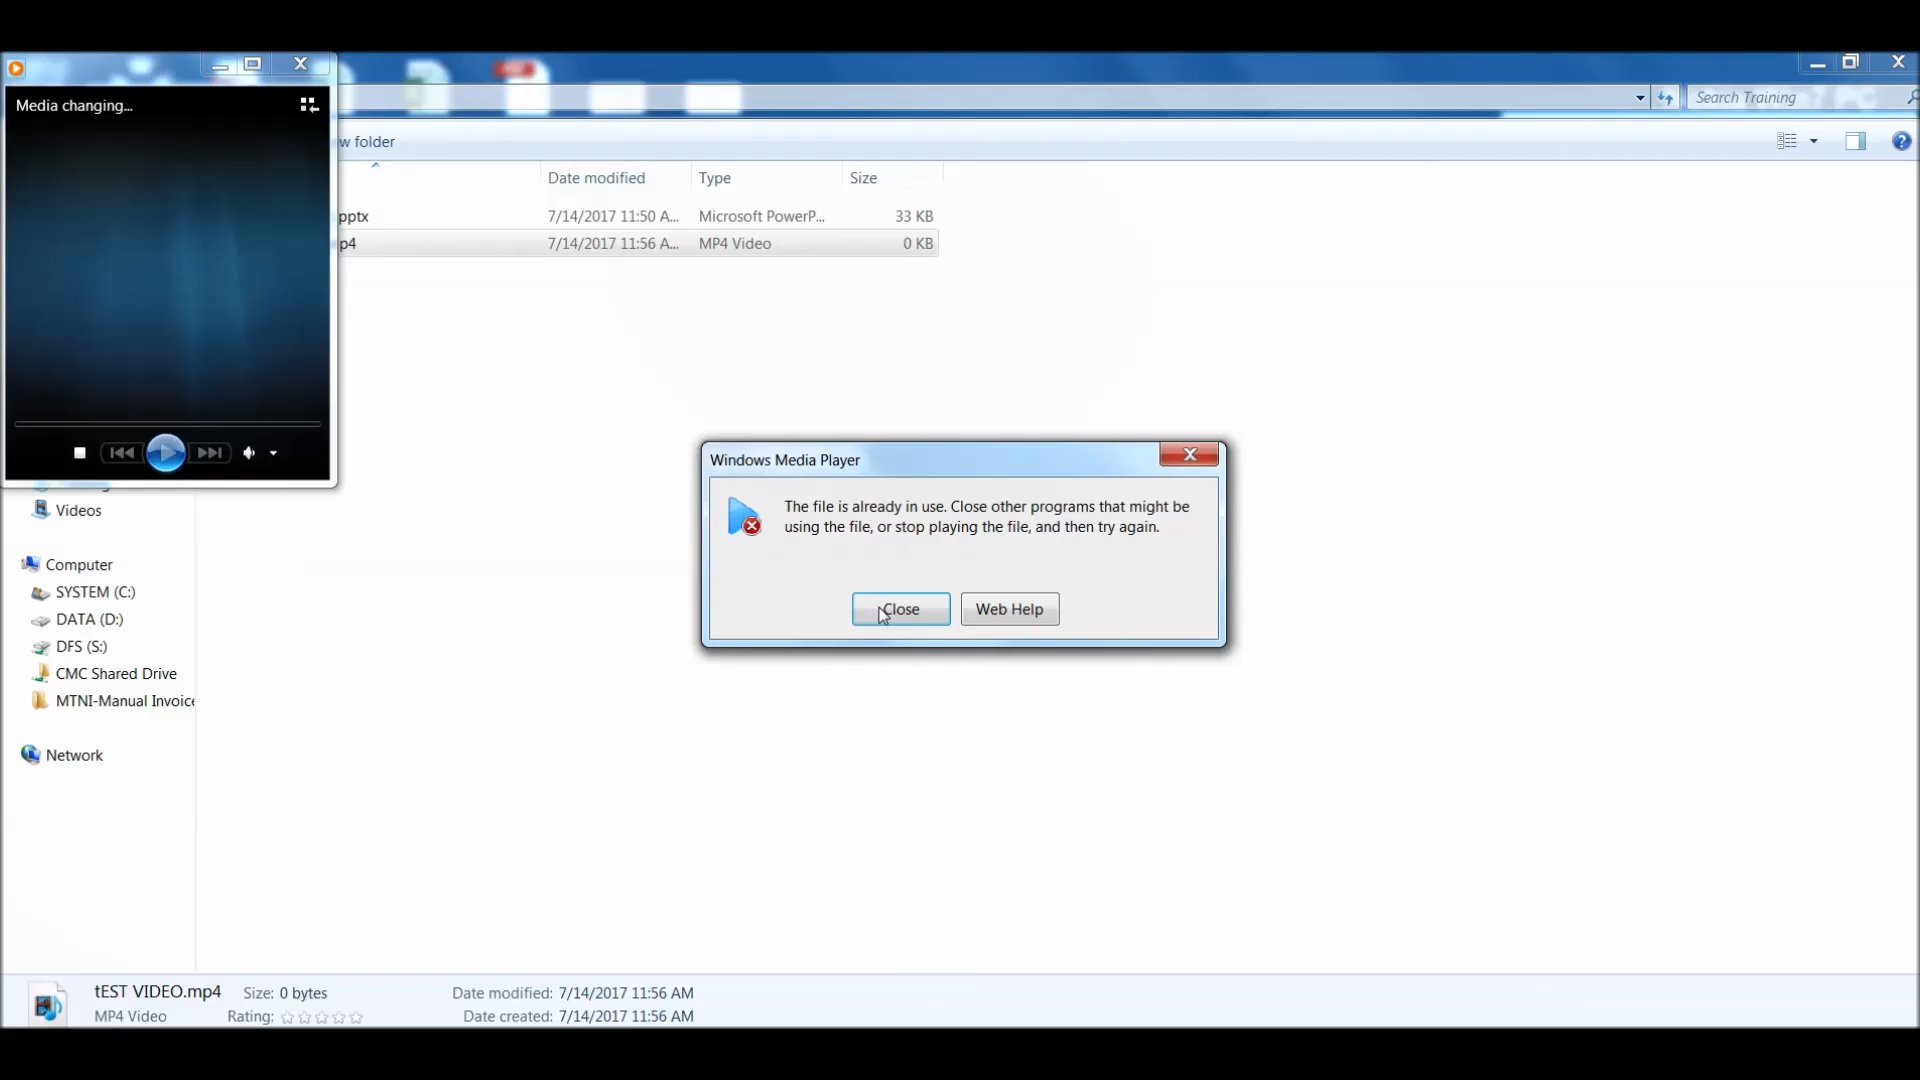 Media changing...
Search Training
w folder
Date modified
Type
Size
pptx
7/14/2017 11:50 A...
Microsoft PowerP...
33 KB
p4
7/14/2017 11:56 A...
MP4 Video
0 KB
Windows Media Player
The file is already in use. Close other programs that might be
using the file, or stop playing the file, and then try again.
Close
Web Help
Videos
Computer
SYSTEM (C:)
DATA (D:)
DFS (S:)
CMC Shared Drive
MTNI-Manual Invoice
Network
tEST VIDEO.mp4
Size: 0 bytes
Date modified: 7/14/2017 11:56 AM
MP4 Video
Rating:
Date created: 7/14/2017 11:56 AM